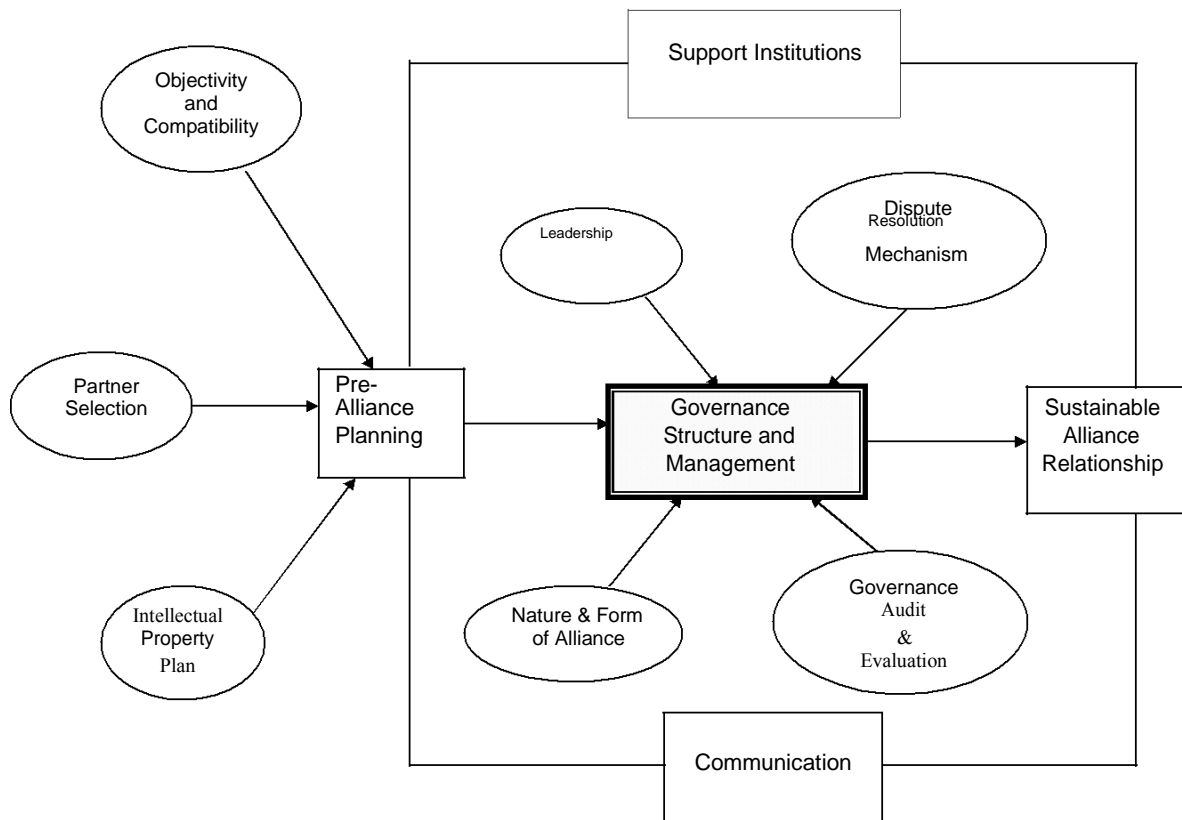 Support Institutions
Objectivity
and
Compatibility
Dispute
Resolution
Mechanism
Leadership
Partner
Selection
Pre-
Alliance
Planning
Governance
Structure and
Management
Sustainable
Alliance
Relationship
Intellectual
Property
Plan
Nature & Form
of Alliance
Governance
Audit
&
Evaluation
Communication